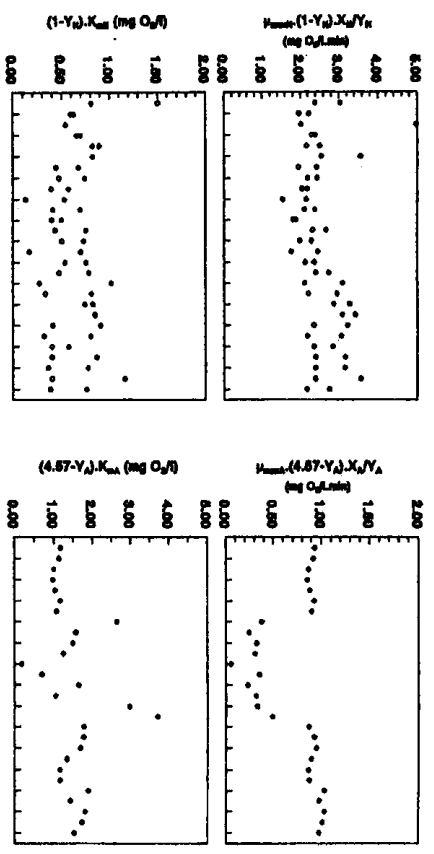 (1-Y_H).K_mH (mg O₂/l)
0.00 0.50 1.00 1.50 2.00
μ_maxH.(1-Y_H).X_H/Y_H
(mg O₂/l.min)
0.00 1.00 2.00 3.00 4.00 5.00
(4.57-Y_A).K_mA (mg O₂/l)
0.00 1.00 2.00 3.00 4.00 5.00
μ_maxA.(4.57-Y_A).X_A/Y_A
(mg O₂/l.min)
0.00 0.50 1.00 1.50 2.00